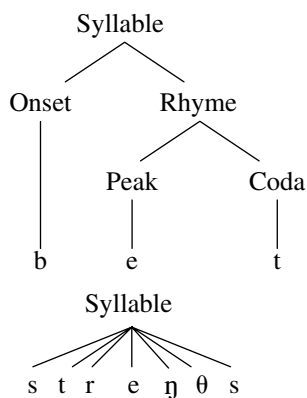 Syllable
Onset Rhyme
Peak Coda
b e t
Syllable
s t r e ŋ θ s